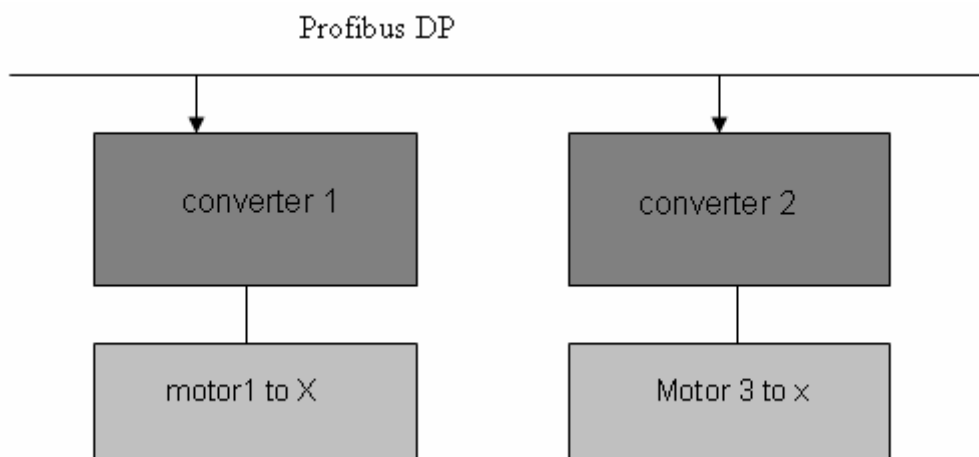 Profibus DP
converter 1
converter 2
motor1 to X
Motor 3 to x